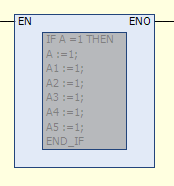 EN ENO
IF A =1 THEN
A :=1;
A1 :=1;
A2 :=1;
A3 :=1;
A4 :=1;
A5 :=1;
END_IF